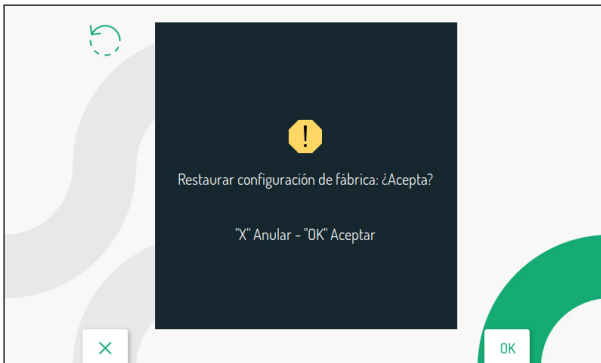 Restaurar configuración de fábrica: ¿Acepta?
"X" Anular - "OK" Aceptar
OK